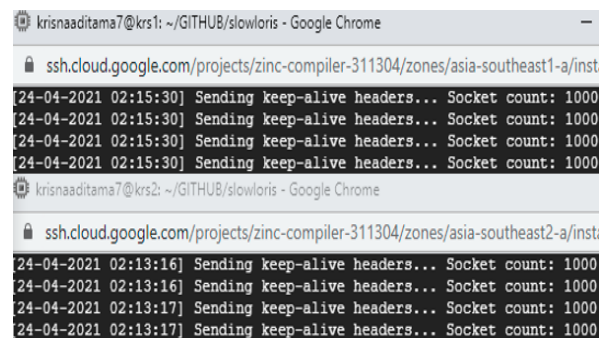 krisnaaditama7@krs1: ~/GITHUB/slowloris - Google Chrome
ssh.cloud.google.com/projects/zinc-compiler-311304/zones/asia-southeast1-a/insta
[24-04-2021 02:15:30] Sending keep-alive headers... Socket count: 1000
[24-04-2021 02:15:30] Sending keep-alive headers... Socket count: 1000
[24-04-2021 02:15:30] Sending keep-alive headers... Socket count: 1000
[24-04-2021 02:15:30] Sending keep-alive headers... Socket count: 1000
krisnaaditama7@krs2: ~/GITHUB/slowloris - Google Chrome
ssh.cloud.google.com/projects/zinc-compiler-311304/zones/asia-southeast2-a/insta
[24-04-2021 02:13:16] Sending keep-alive headers... Socket count: 1000
[24-04-2021 02:13:16] Sending keep-alive headers... Socket count: 1000
[24-04-2021 02:13:17] Sending keep-alive headers... Socket count: 1000
[24-04-2021 02:13:17] Sending keep-alive headers... Socket count: 1000